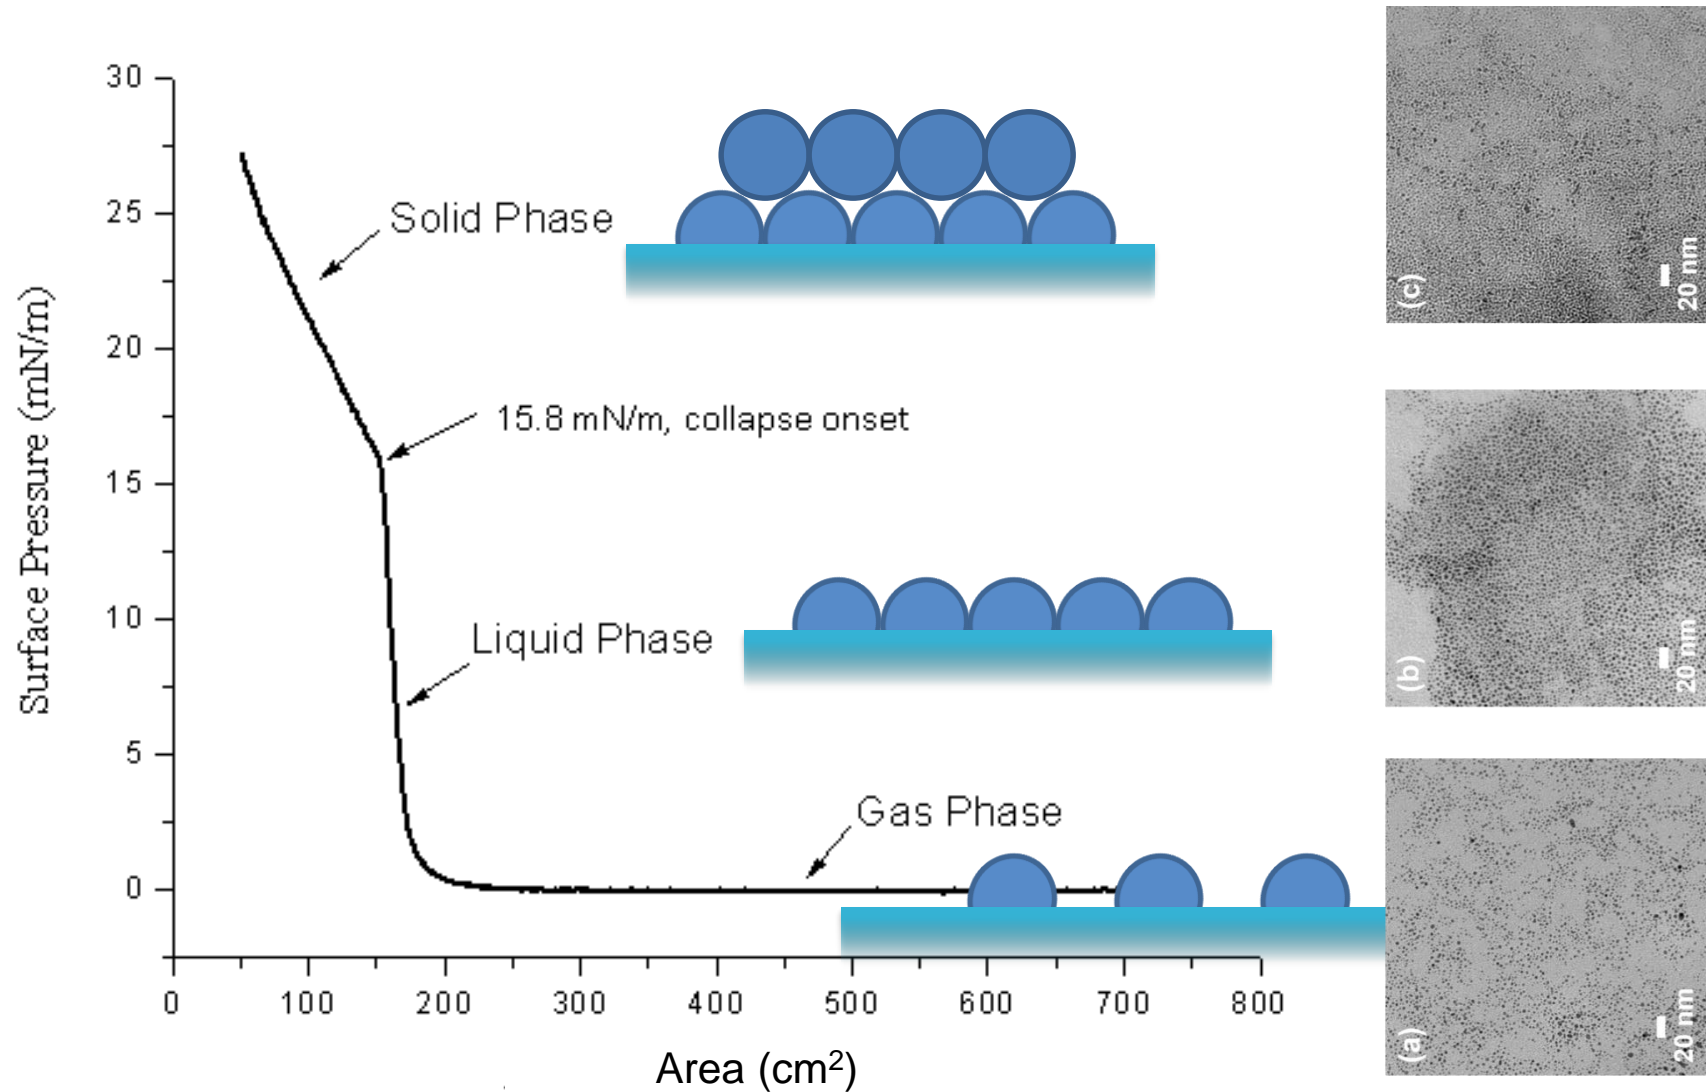 30
25
20
15
10
5
0
Surface Pressure (mN/m)
Solid Phase
15.8 mN/m, collapse onset
Liquid Phase
Gas Phase
0 100 200 300 400 500 600 700 800
Area (cm²)
(c) 20 nm
(b) 20 nm
(a) 20 nm